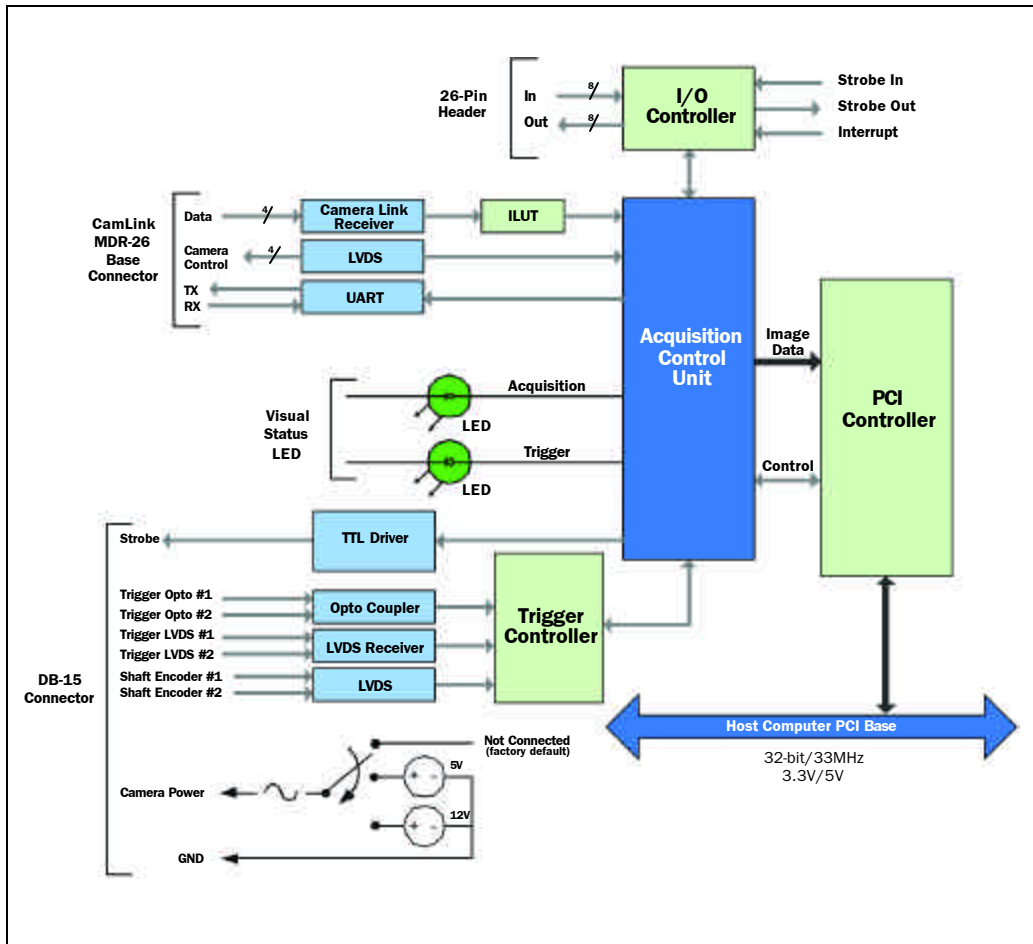 26-Pin
Header
In
8
Out
8
I/O
Controller
Strobe In
Strobe Out
Interrupt
CamLink
MDR-26
Base
Connector
Data
4
Camera Link
Receiver
ILUT
Camera
Control
4
LVDS
TX
RX
UART
Acquisition
Control
Unit
Image
Data
PCI
Controller
Control
Visual
Status
LED
Acquisition
LED
Trigger
LED
DB-15
Connector
Strobe
TTL Driver
Trigger Opto #1
Trigger Opto #2
Opto Coupler
Trigger LVDS #1
Trigger LVDS #2
LVDS Receiver
Shaft Encoder #1
Shaft Encoder #2
LVDS
Trigger
Controller
Host Computer PCI Base
32-bit/33MHz
3.3V/5V
Not Connected
(factory default)
5V
+ -
Camera Power
12V
+ -
GND